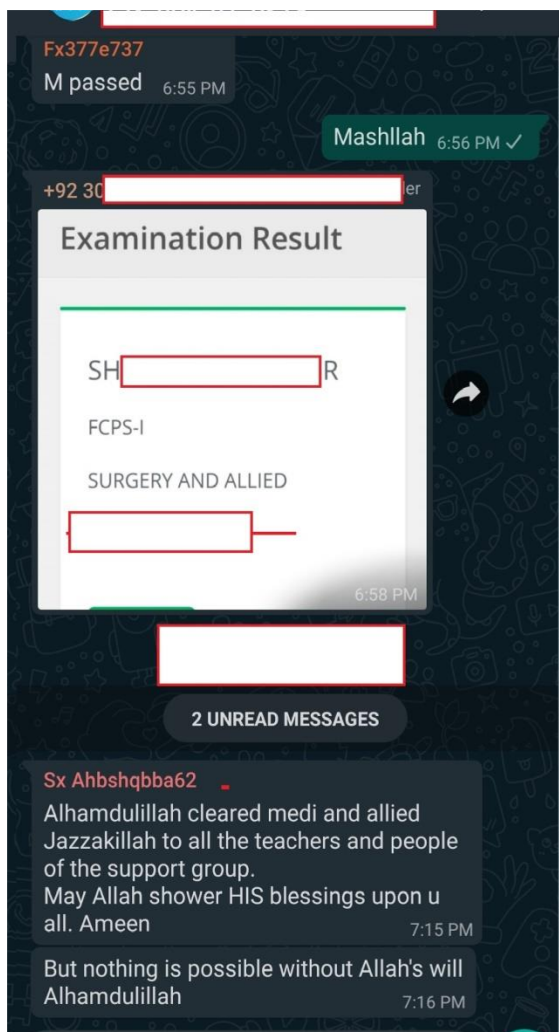 Fx377e737
M passed 6:55 PM
Mashllah 6:56 PM
+92 30 ler
Examination Result
SH R
FCPS-I
SURGERY AND ALLIED
6:58 PM
2 UNREAD MESSAGES
Sx Ahbshqbba62
Alhamdulillah cleared medi and allied
Jazzakillah to all the teachers and people
of the support group.
May Allah shower HIS blessings upon u
all. Ameen 7:15 PM
But nothing is possible without Allah's will
Alhamdulillah 7:16 PM